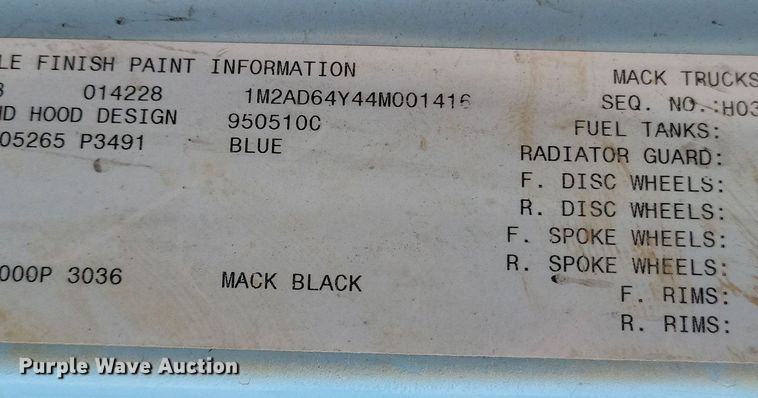 LE FINISH PAINT INFORMATION
014228 1M2AD64Y44M001416
ND HOOD DESIGN 950510C
05265 P3491 BLUE
000P 3036 MACK BLACK
MACK TRUCKS
SEQ. NO.:H03
FUEL TANKS:
RADIATOR GUARD:
F. DISC WHEELS:
R. DISC WHEELS:
F. SPOKE WHEELS:
R. SPOKE WHEELS:
F. RIMS:
R. RIMS:
Purple Wave Auction